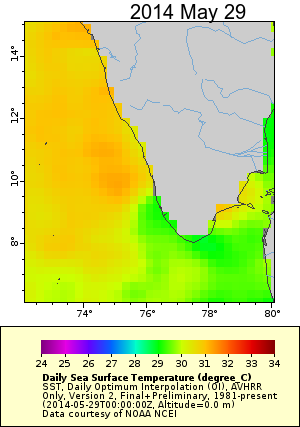 2014 May 29
14°
12°
10°
8°
74° 76° 78° 80°
24 25 26 27 28 29 30 31 32 33 34
Daily Sea Surface Temperature (degree_C)
SST, Daily Optimum Interpolation (OI), AVHRR
Only, Version 2, Final+Preliminary, 1981-present
(2014-05-29T00:00:00Z, Altitude=0.0 m)
Data courtesy of NOAA NCEI